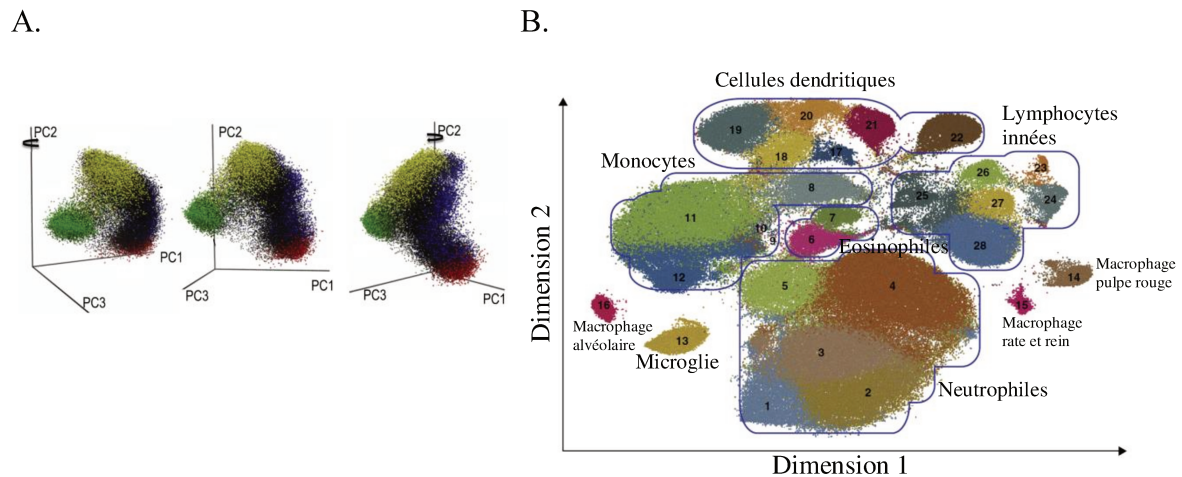 A.
B.
PC2
PC1
PC3
PC2
PC1
PC3
PC2
PC1
PC3
Dimension 2
Dimension 1
Cellules dendritiques
Monocytes
Lymphocytes
innées
Eosinophiles
Macrophage
pulpe rouge
Macrophage
rate et rein
Macrophage
alvéolaire
Microglie
Neutrophiles
19
20
21
22
18
17
8
11
10
9
7
6
12
5
4
3
2
1
16
13
14
15
23
24
25
26
27
28